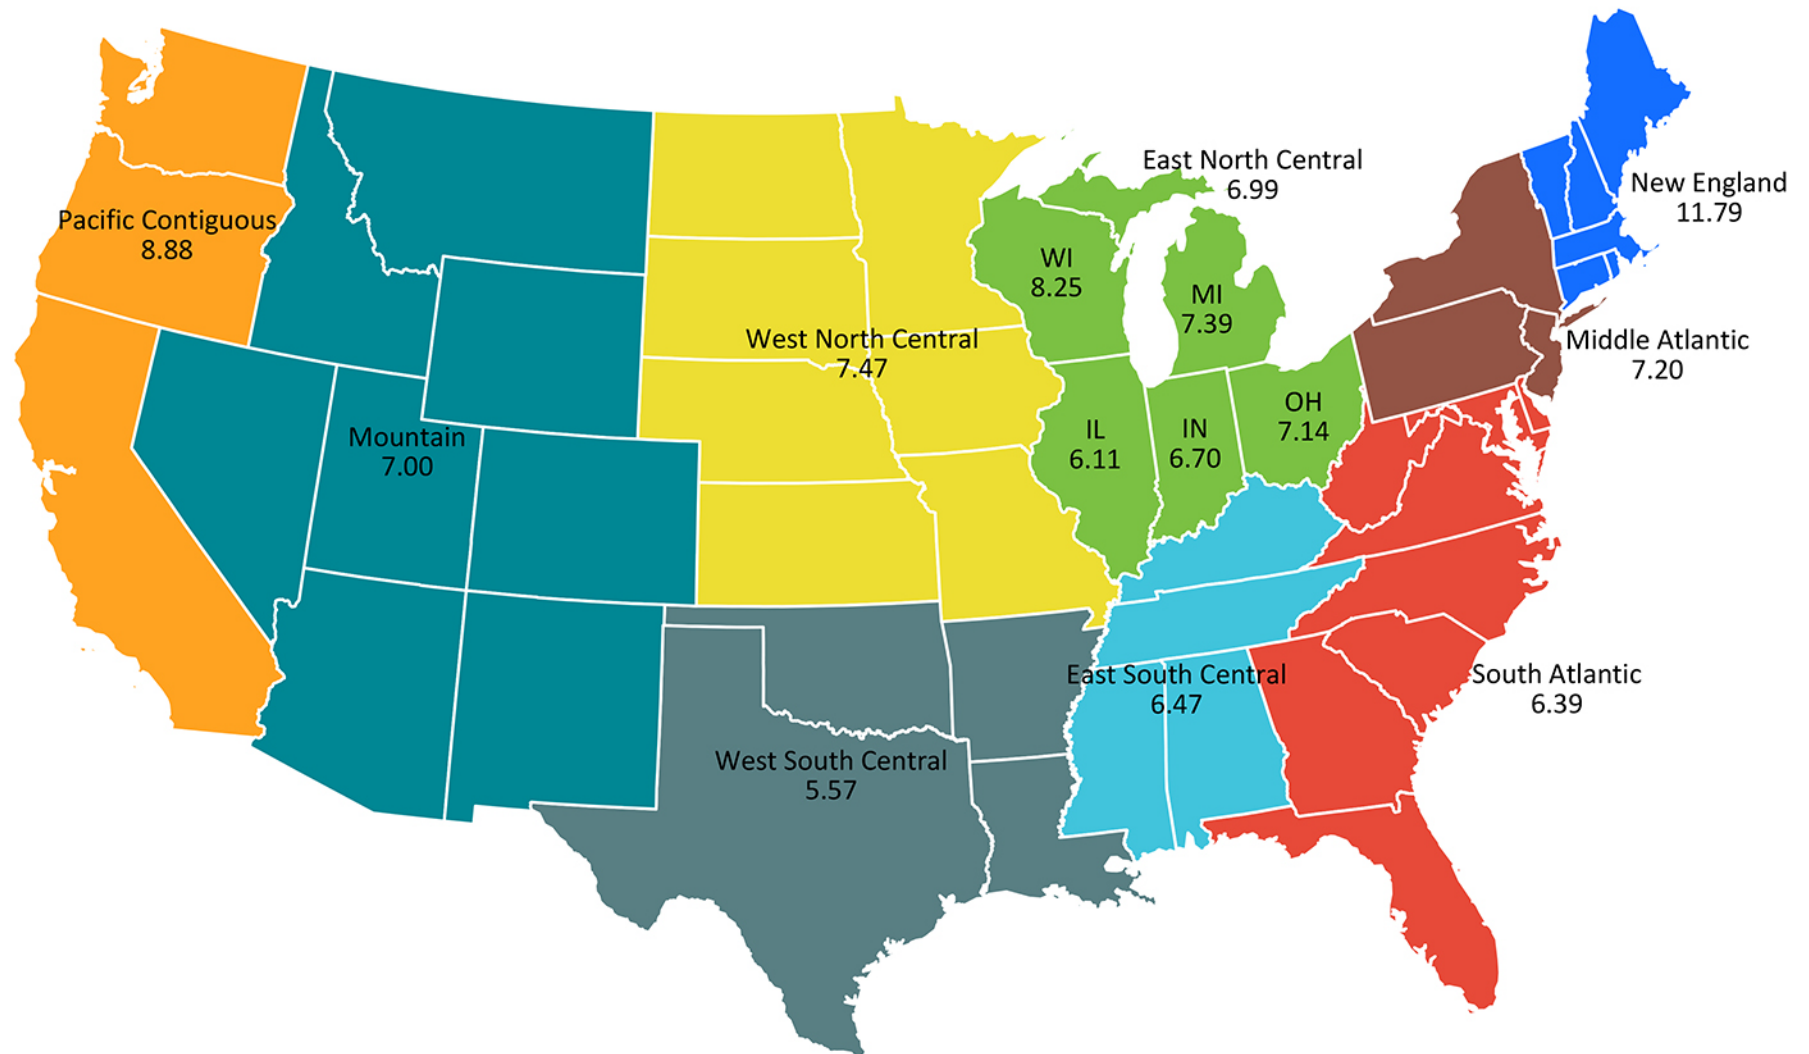 East North Central
6.99
New England
11.79
Pacific Contiguous
8.88
WI
8.25
MI
7.39
West North Central
7.47
Middle Atlantic
7.20
OH
7.14
IL
6.11
IN
6.70
Mountain
7.00
East South Central
6.47
South Atlantic
6.39
West South Central
5.57